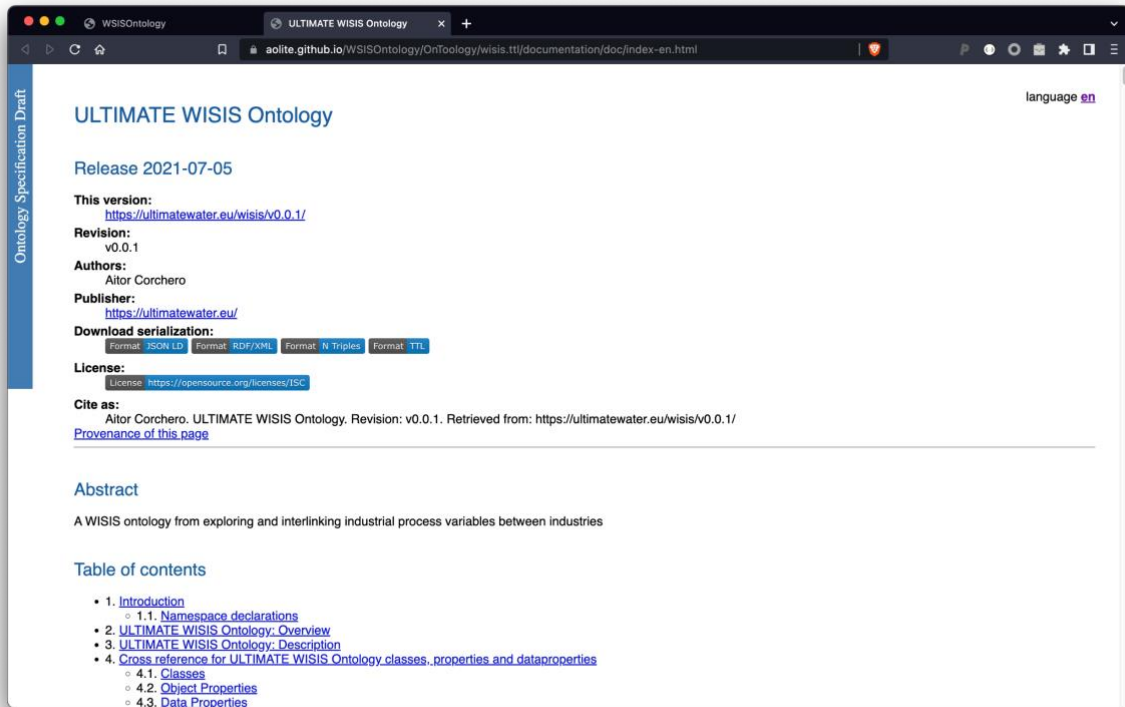 WSISOntology
ULTIMATE WISIS Ontology
aolite.github.io/WSISOntology/OnToology/wisis.ttl/documentation/doc/index-en.html
Ontology Specification Draft
language en
ULTIMATE WISIS Ontology
Release 2021-07-05
This version:
https://ultimatewater.eu/wisis/v0.0.1/
Revision:
v0.0.1
Authors:
Aitor Corchero
Publisher:
https://ultimatewater.eu/
Download serialization:
Format JSON LD Format RDF/XML Format N Triples Format TTL
License:
License https://opensource.org/licenses/ISC
Cite as:
Aitor Corchero. ULTIMATE WISIS Ontology. Revision: v0.0.1. Retrieved from: https://ultimatewater.eu/wisis/v0.0.1/
Provenance of this page
Abstract
A WISIS ontology from exploring and interlinking industrial process variables between industries
Table of contents
• 1. Introduction
◦ 1.1. Namespace declarations
• 2. ULTIMATE WISIS Ontology: Overview
• 3. ULTIMATE WISIS Ontology: Description
• 4. Cross reference for ULTIMATE WISIS Ontology classes, properties and dataproperties
◦ 4.1. Classes
◦ 4.2. Object Properties
◦ 4.3. Data Properties